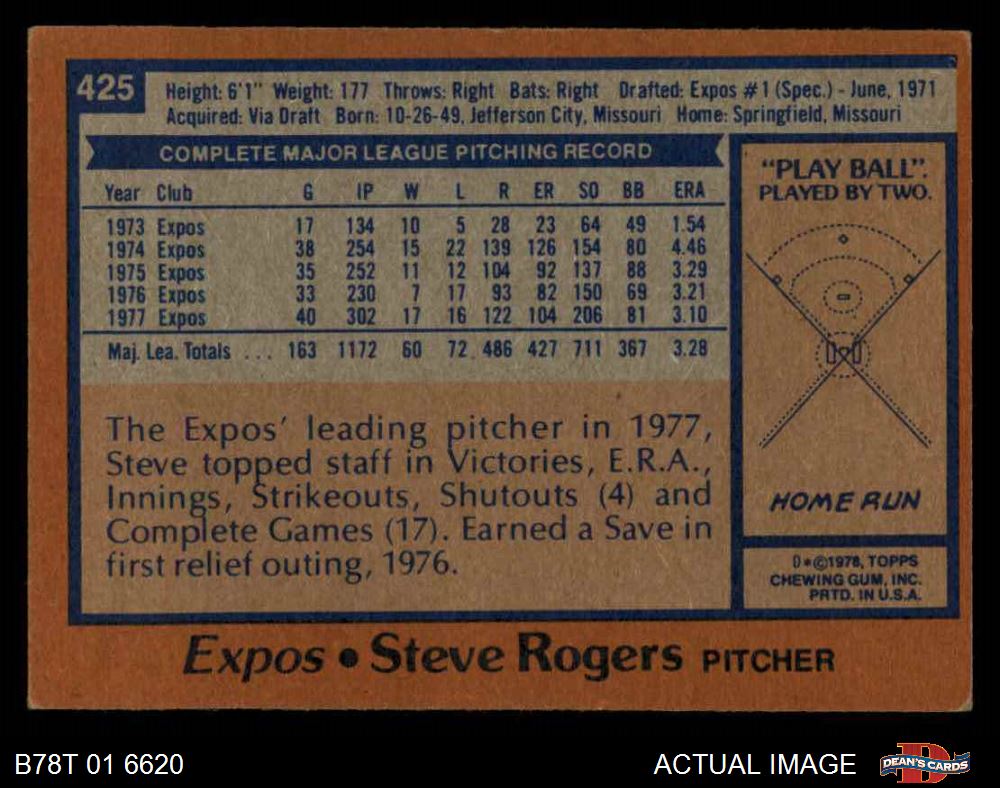 425
Height: 6'1" Weight: 177 Throws: Right Bats: Right Drafted: Expos #1 (Spec.) - June, 1971
Acquired: Via Draft Born: 10-26-49, Jefferson City, Missouri Home: Springfield, Missouri
COMPLETE MAJOR LEAGUE PITCHING RECORD
Year Club G IP W L R ER SO BB ERA
1973 Expos 17 134 10 5 28 23 64 49 1.54
1974 Expos 38 254 15 22 139 126 154 80 4.46
1975 Expos 35 252 11 12 104 92 137 88 3.29
1976 Expos 33 230 7 17 93 82 150 69 3.21
1977 Expos 40 302 17 16 122 104 206 81 3.10
Maj. Lea. Totals ... 163 1172 60 72 486 427 711 367 3.28
The Expos' leading pitcher in 1977,
Steve topped staff in Victories, E.R.A.,
Innings, Strikeouts, Shutouts (4) and
Complete Games (17). Earned a Save in
first relief outing, 1976.
"PLAY BALL".
PLAYED BY TWO.
HOME RUN
D*©1978, TOPPS
CHEWING GUM, INC.
PRTD. IN U.S.A.
Expos • Steve Rogers PITCHER
B78T 01 6620
ACTUAL IMAGE
DEAN'S CARDS